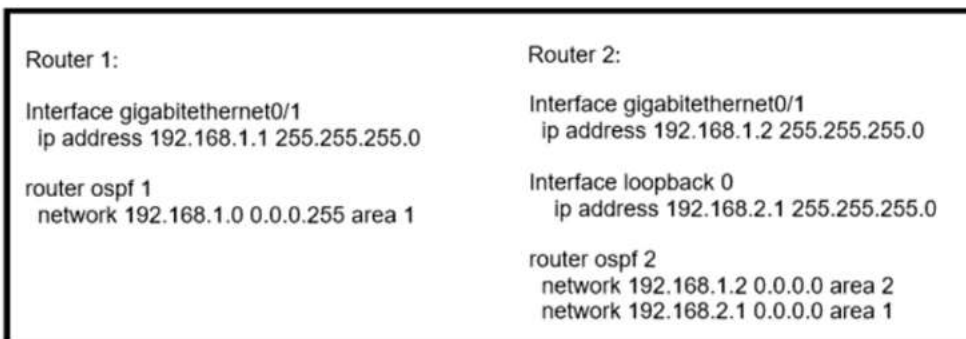 Router 1:
Interface gigabitethernet0/1
ip address 192.168.1.1 255.255.255.0
router ospf 1
network 192.168.1.0 0.0.0.255 area 1
Router 2:
Interface gigabitethernet0/1
ip address 192.168.1.2 255.255.255.0
Interface loopback 0
ip address 192.168.2.1 255.255.255.0
router ospf 2
network 192.168.1.2 0.0.0.0 area 2
network 192.168.2.1 0.0.0.0 area 1